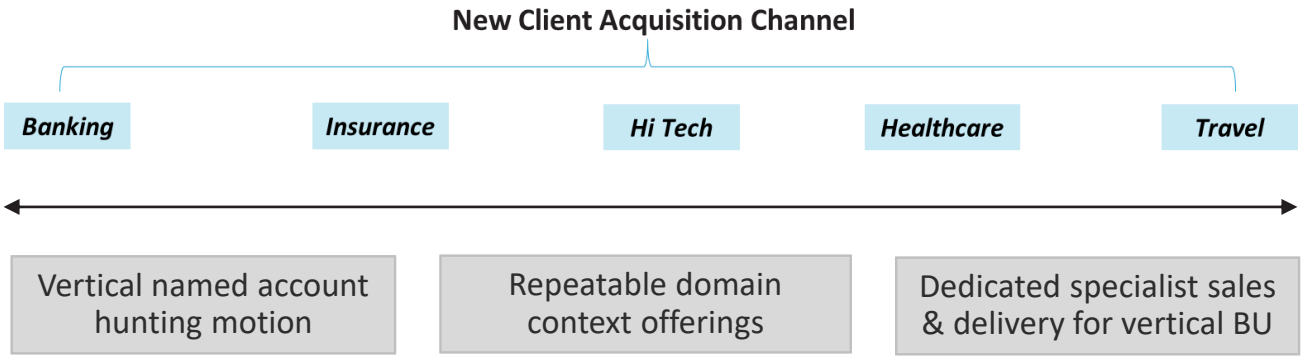 New Client Acquisition Channel
Banking
Insurance
Hi Tech
Healthcare
Travel
Vertical named account
hunting motion
Repeatable domain
context offerings
Dedicated specialist sales
& delivery for vertical BU